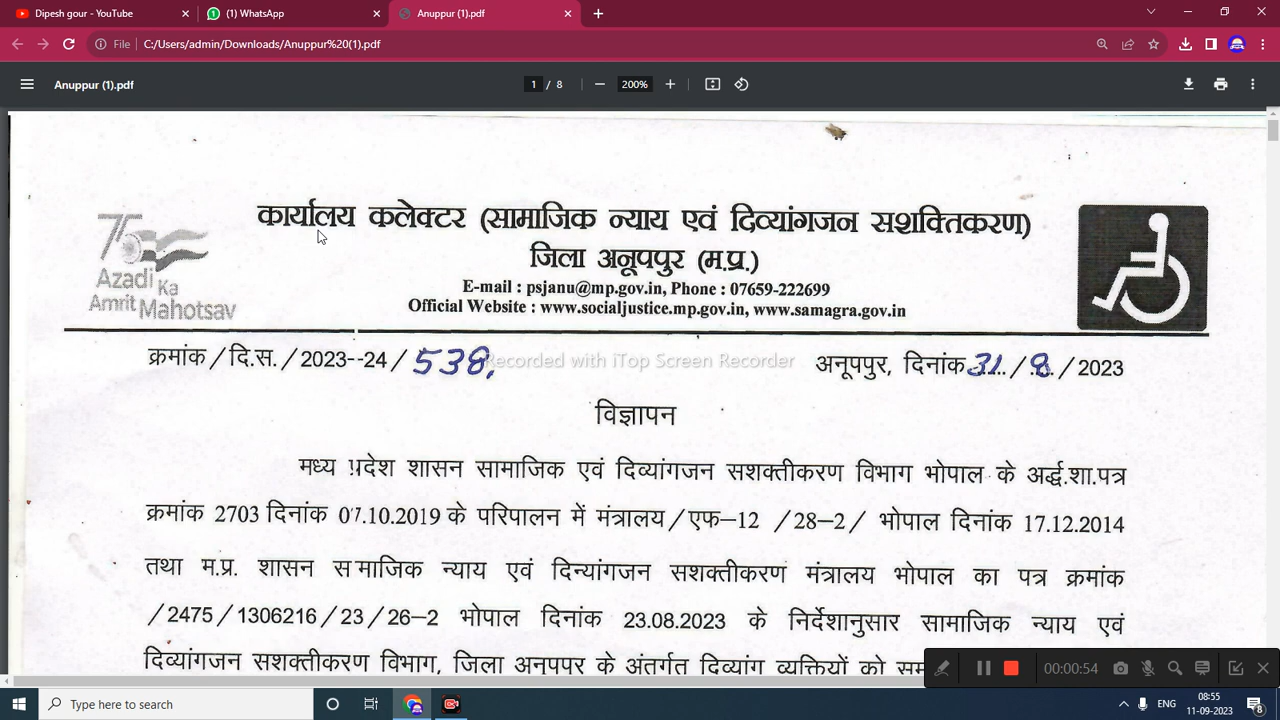 Dipesh gour - YouTube
(1) WhatsApp
Anuppur (1).pdf
File C:/Users/admin/Downloads/Anuppur%20(1).pdf
Anuppur (1).pdf
1 / 8
200%
कार्यालय कलेक्टर (सामाजिक न्याय एवं दिव्यांगजन सशक्तिकरण)
जिला अनूपपुर (म.प्र.)
E-mail : psjanu@mp.gov.in, Phone : 07659-222699
Official Website : www.socialjustice.mp.gov.in, www.samagra.gov.in
75
Azadi Ka
Amrit Mahotsav
क्रमांक/दि.स./2023--24/538,
अनूपपुर, दिनांक 31/8/2023
Recorded with iTop Screen Recorder
विज्ञापन
मध्य प्रदेश शासन सामाजिक एवं दिव्यांगजन सशक्तीकरण विभाग भोपाल के अर्द्ध.शा.पत्र
क्रमांक 2703 दिनांक 07.10.2019 के परिपालन में मंत्रालय/एफ-12 /28-2/ भोपाल दिनांक 17.12.2014
तथा म.प्र. शासन सामाजिक न्याय एवं दिन्यांगजन सशक्तीकरण मंत्रालय भोपाल का पत्र क्रमांक
/2475/1306216/23/26-2 भोपाल दिनांक 23.08.2023 के निर्देशानुसार सामाजिक न्याय एवं
दिव्यांगजन सशक्तीकरण विभाग, जिला अनूपपुर के अंतर्गत दिव्यांग व्यक्तियों को
00:00:54
Type here to search
ENG
08:55
11-09-2023
8